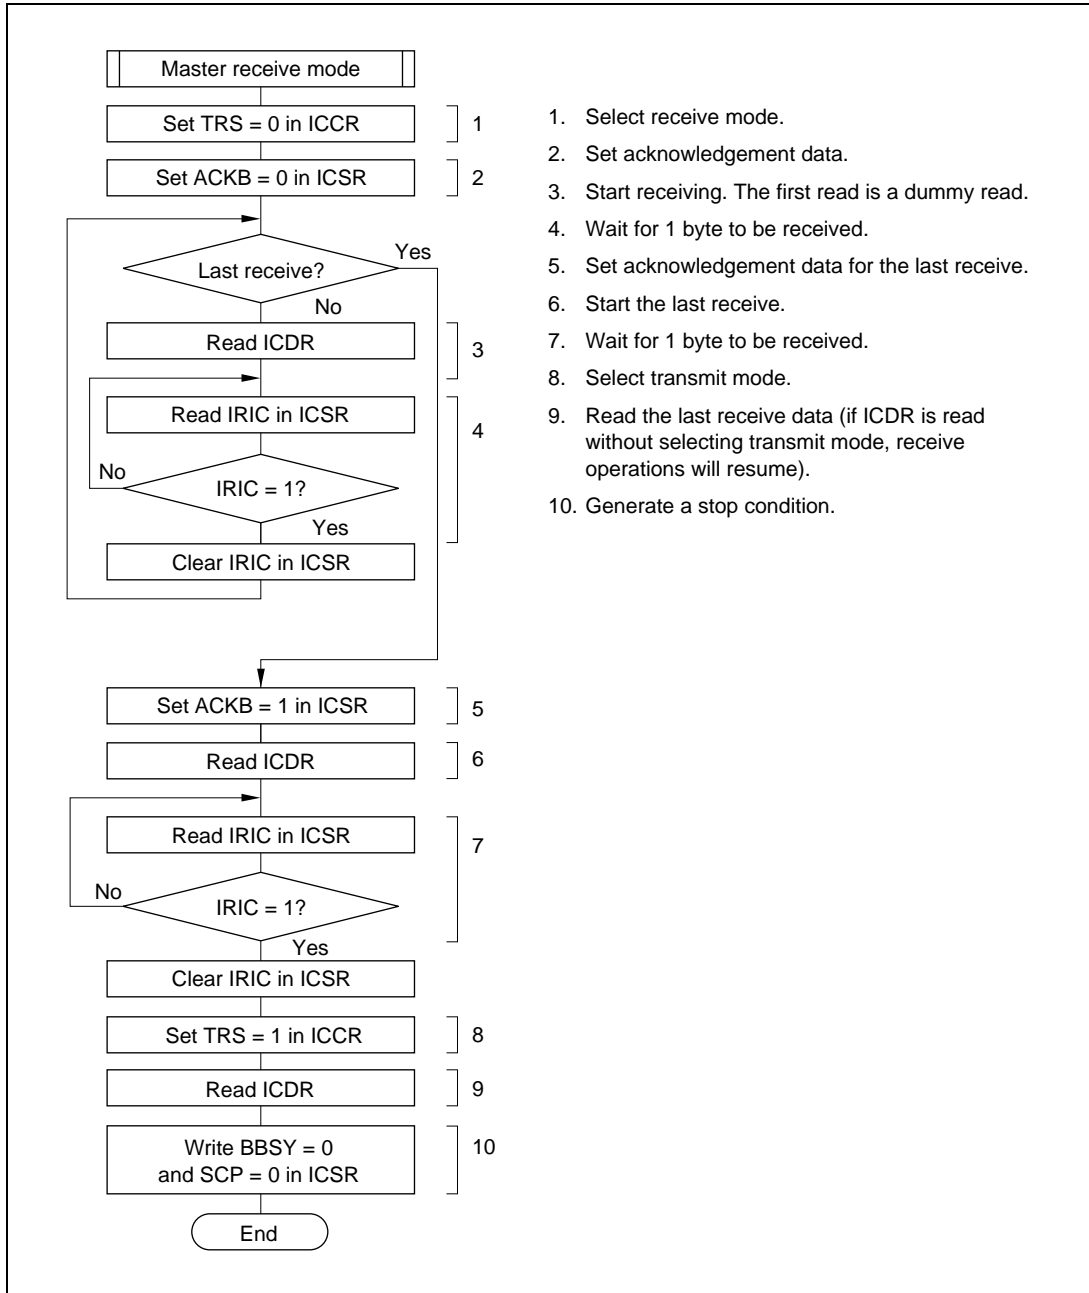 Master receive mode
Set TRS = 0 in ICCR
1
Set ACKB = 0 in ICSR
2
Last receive?
Yes
No
Read ICDR
3
Read IRIC in ICSR
4
No
IRIC = 1?
Yes
Clear IRIC in ICSR
Set ACKB = 1 in ICSR
5
Read ICDR
6
Read IRIC in ICSR
7
No
IRIC = 1?
Yes
Clear IRIC in ICSR
Set TRS = 1 in ICCR
8
Read ICDR
9
Write BBSY = 0
and SCP = 0 in ICSR
10
End
1. Select receive mode.
2. Set acknowledgement data.
3. Start receiving. The first read is a dummy read.
4. Wait for 1 byte to be received.
5. Set acknowledgement data for the last receive.
6. Start the last receive.
7. Wait for 1 byte to be received.
8. Select transmit mode.
9. Read the last receive data (if ICDR is read
without selecting transmit mode, receive
operations will resume).
10. Generate a stop condition.